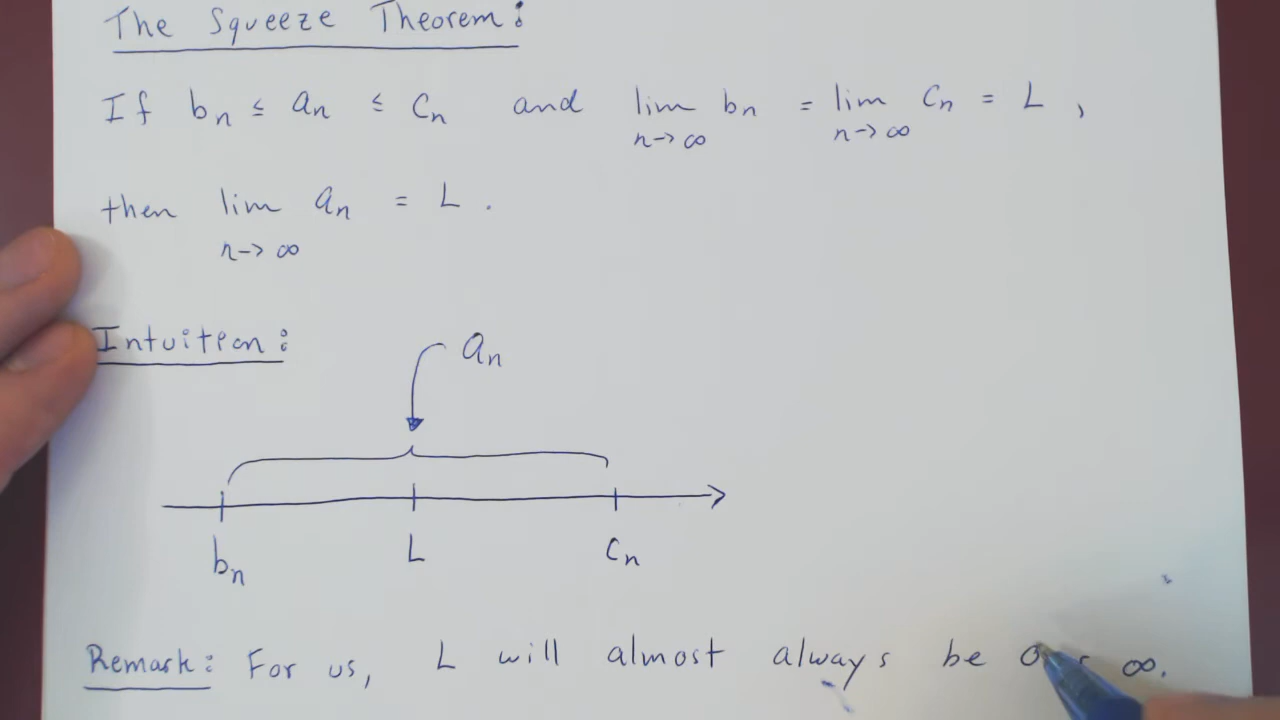 The Squeeze Theorem:
If bₙ ≤ aₙ ≤ cₙ and lim bₙ = lim cₙ = L ,
n→∞ n→∞
then lim aₙ = L .
n→∞
Intuition:
aₙ
bₙ L cₙ
Remark: For us, L will almost always be ∞.